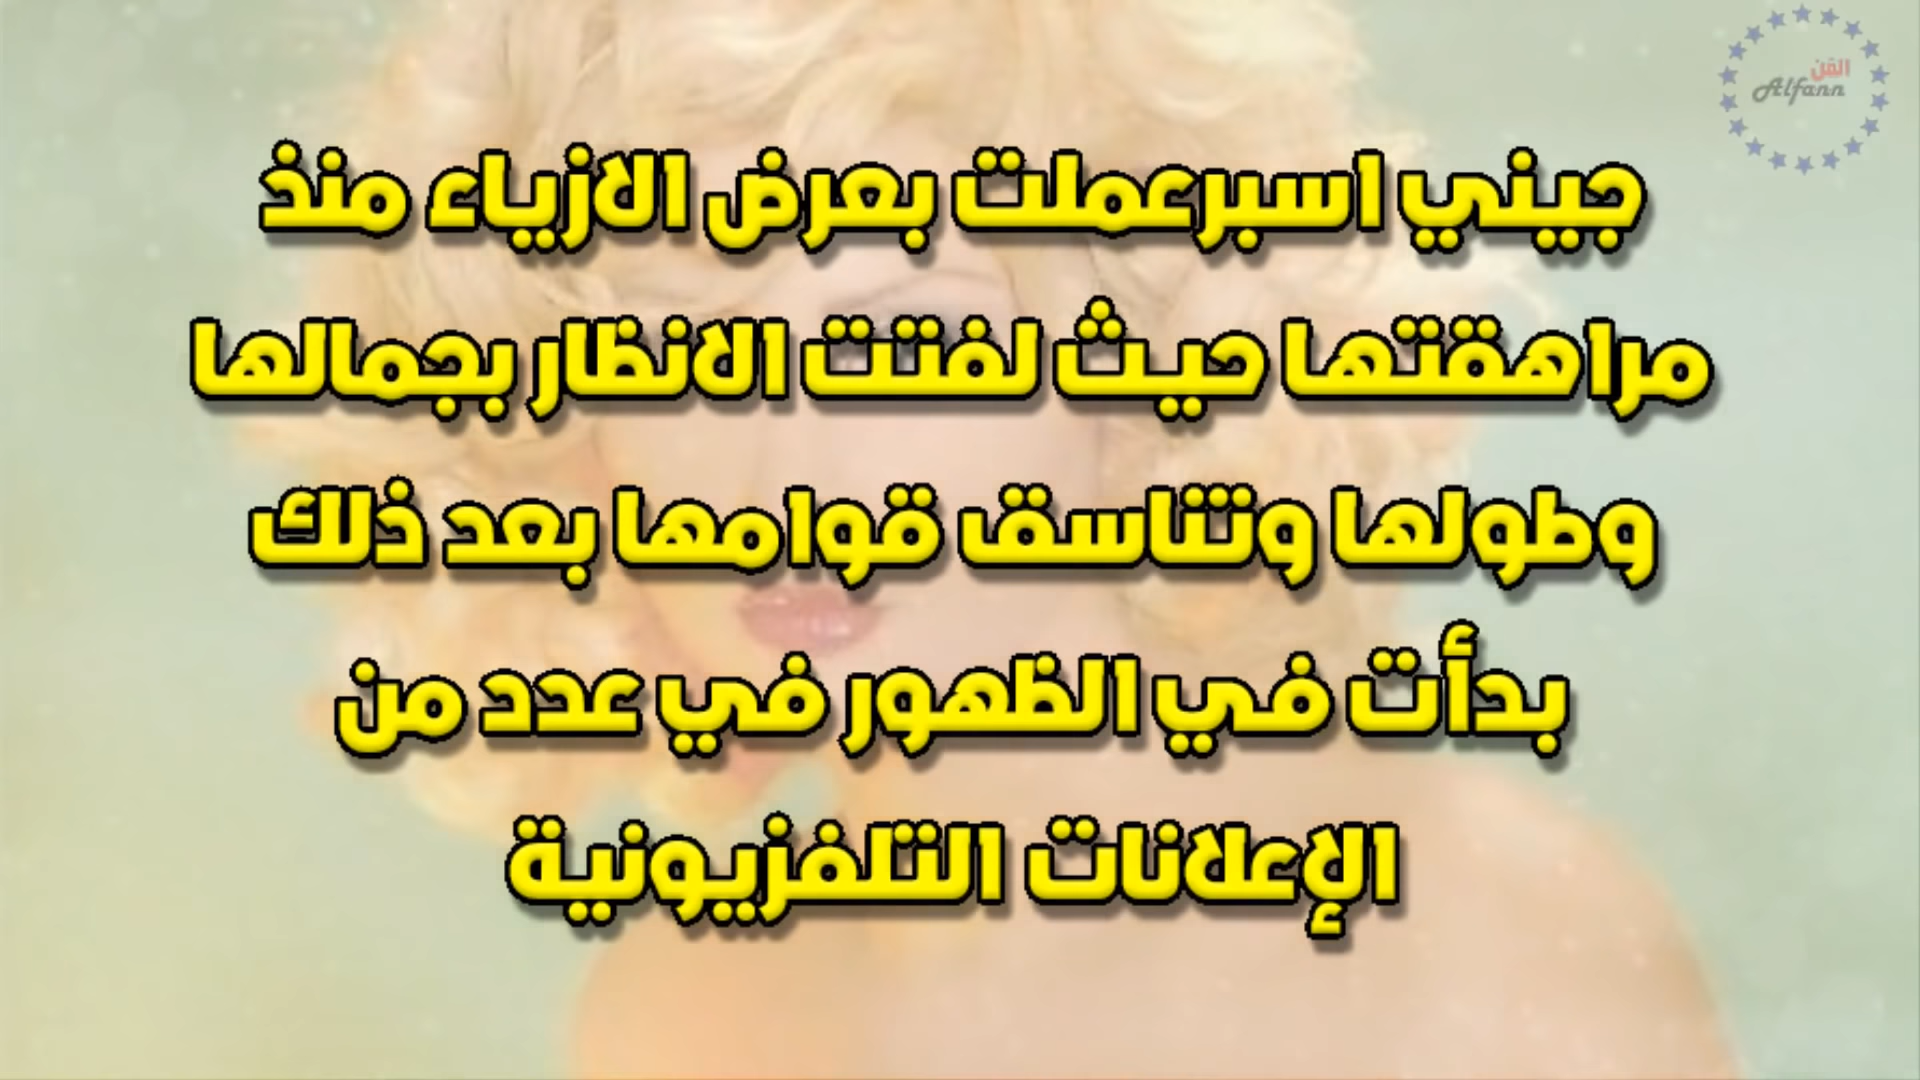 الفن
Alfann
جيني اسبرعملت بعرض الازياء منذ
مراهقتها حيث لفتت الانظار بجمالها
وطولها وتناسق قوامها بعد ذلك
بدأت في الظهور في عدد من
الإعلانات التلفزيونية